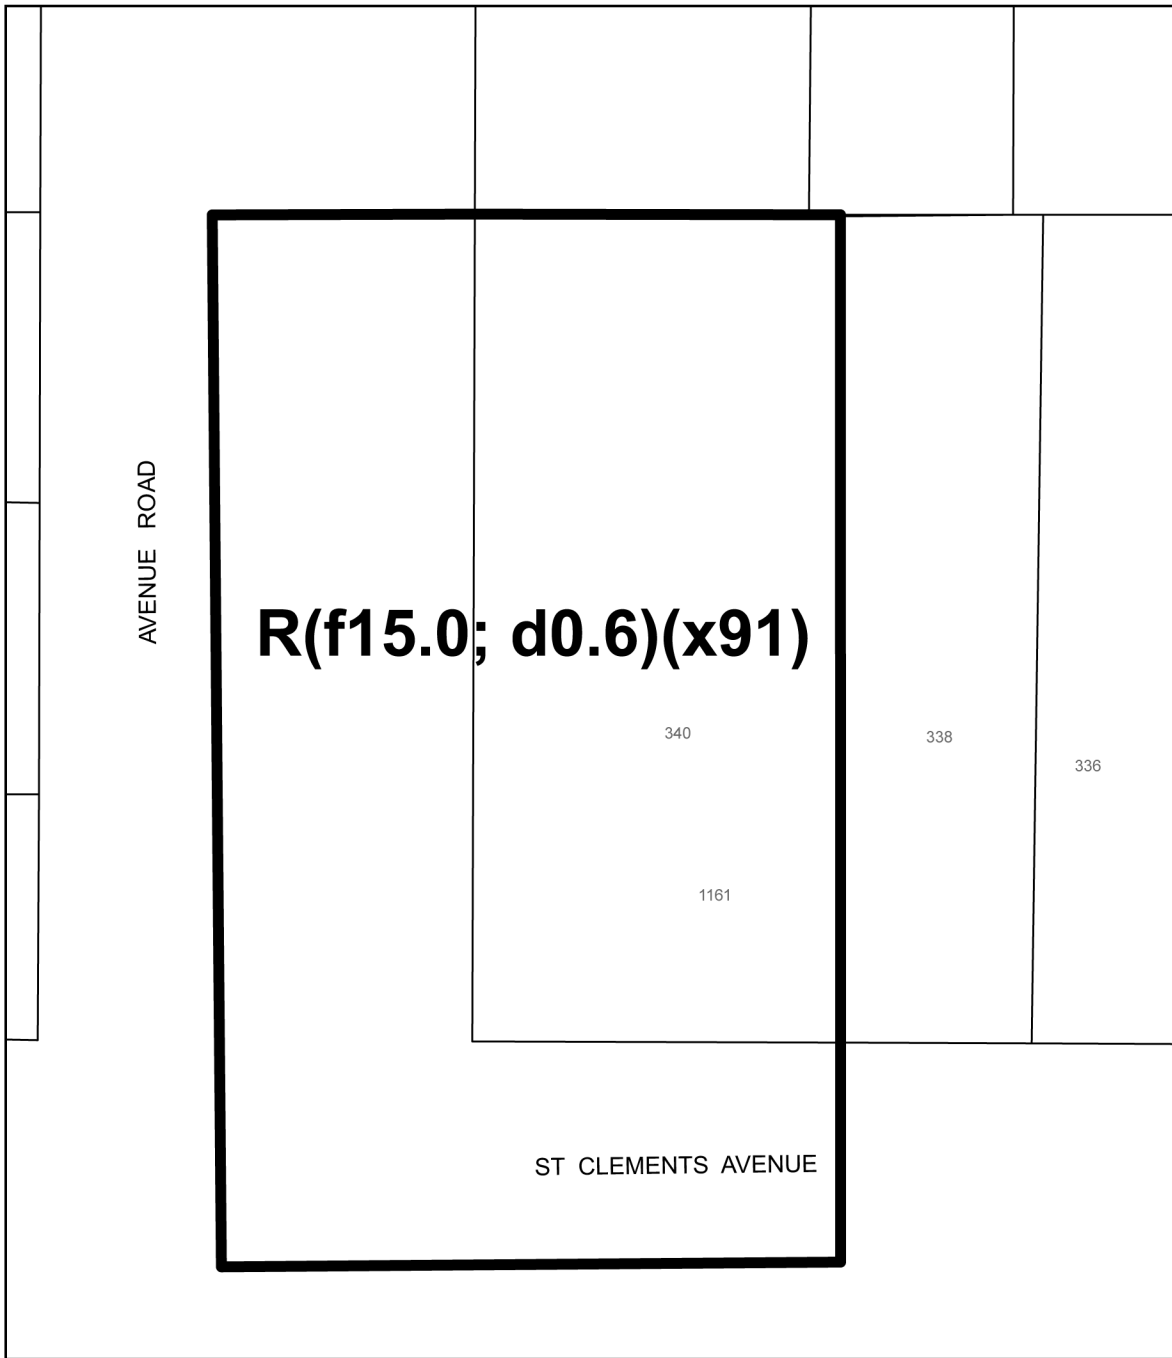 AVENUE ROAD
R(f15.0; d0.6)(x91)
340
338
336
1161
ST CLEMENTS AVENUE